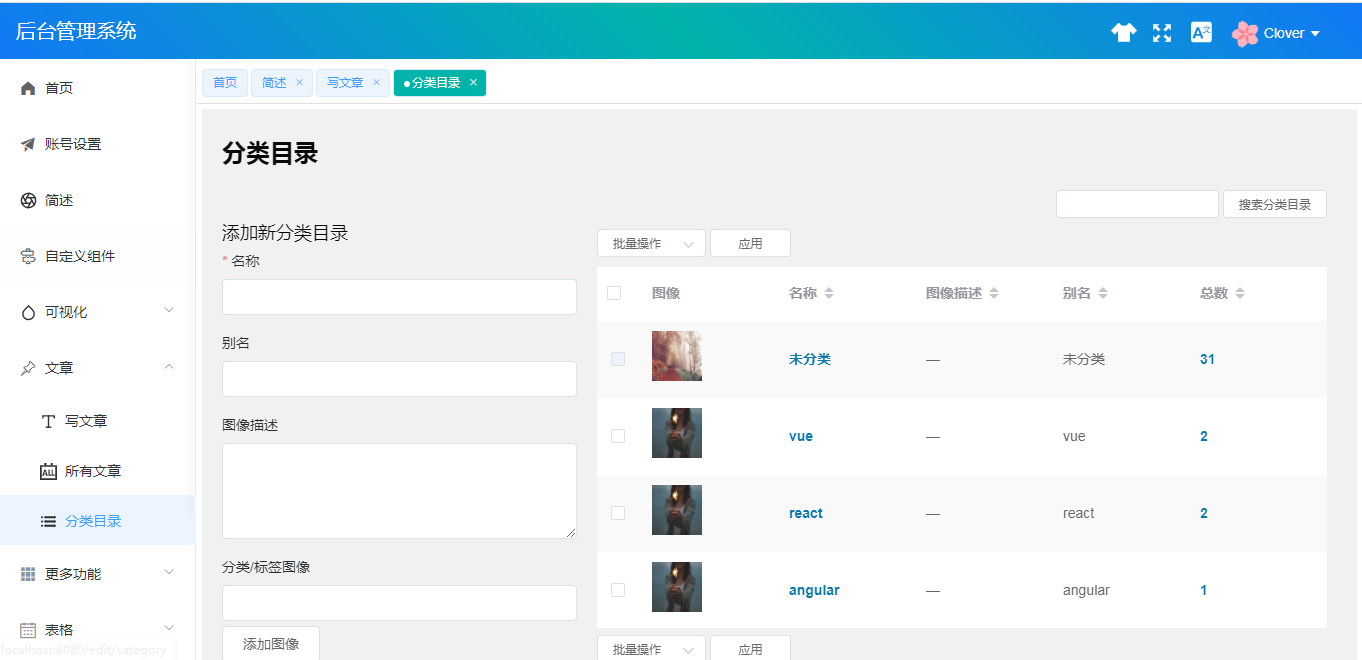 后台管理系统
Clover
首页
账号设置
简述
自定义组件
可视化
文章
写文章
所有文章
分类目录
更多功能
表格
localhost:8080/edit/category
首页 简述 × 写文章 × 分类目录 ×
分类目录
搜索分类目录
添加新分类目录
* 名称
别名
图像描述
分类/标签图像
添加图像
批量操作 应用
图像 名称 图像描述 别名 总数
未分类 — 未分类 31
vue — vue 2
react — react 2
angular — angular 1
批量操作 应用